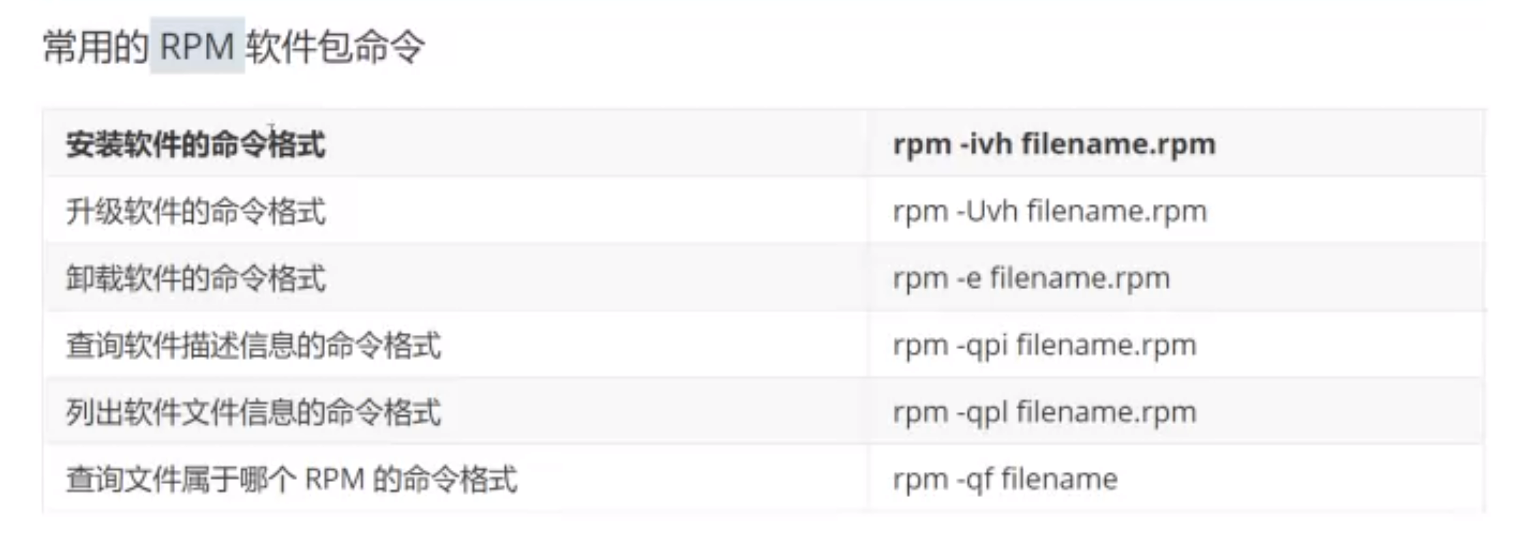 常用的 RPM 软件包命令
安装软件的命令格式 rpm -ivh filename.rpm
升级软件的命令格式 rpm -Uvh filename.rpm
卸载软件的命令格式 rpm -e filename.rpm
查询软件描述信息的命令格式 rpm -qpi filename.rpm
列出软件文件信息的命令格式 rpm -qpl filename.rpm
查询文件属于哪个 RPM 的命令格式 rpm -qf filename